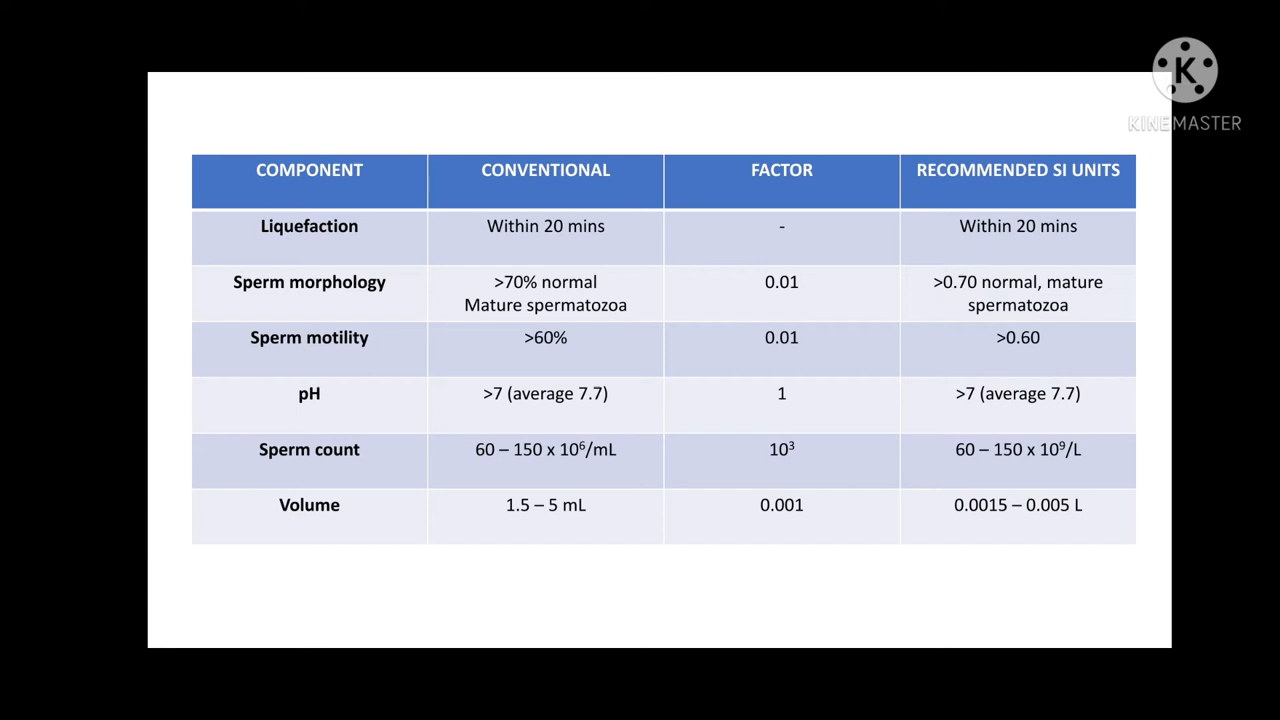 K
KINEMASTER
COMPONENT CONVENTIONAL FACTOR RECOMMENDED SI UNITS
Liquefaction Within 20 mins - Within 20 mins
Sperm morphology >70% normal 0.01 >0.70 normal, mature
Mature spermatozoa spermatozoa
Sperm motility >60% 0.01 >0.60
pH >7 (average 7.7) 1 >7 (average 7.7)
Sperm count 60 – 150 x 10⁶/mL 10³ 60 – 150 x 10⁹/L
Volume 1.5 – 5 mL 0.001 0.0015 – 0.005 L